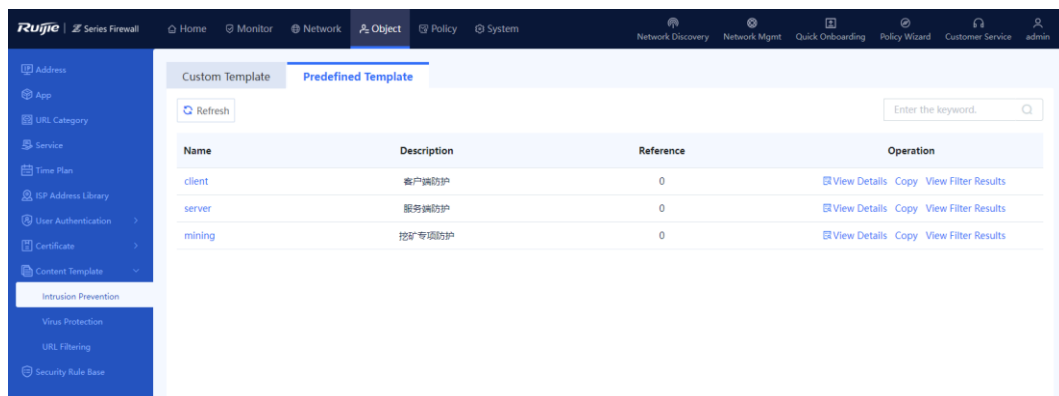 Ruijie | Z Series Firewall Home Monitor Network Object Policy System Network Discovery Network Mgmt Quick Onboarding Policy Wizard Customer Service admin
Address
App
URL Category
Service
Time Plan
ISP Address Library
User Authentication
Certificate
Content Template
Intrusion Prevention
Virus Protection
URL Filtering
Security Rule Base
Custom Template Predefined Template
Refresh Enter the keyword.
Name Description Reference Operation
client 客户端防护 0 View Details Copy View Filter Results
server 服务端防护 0 View Details Copy View Filter Results
mining 挖矿专项防护 0 View Details Copy View Filter Results